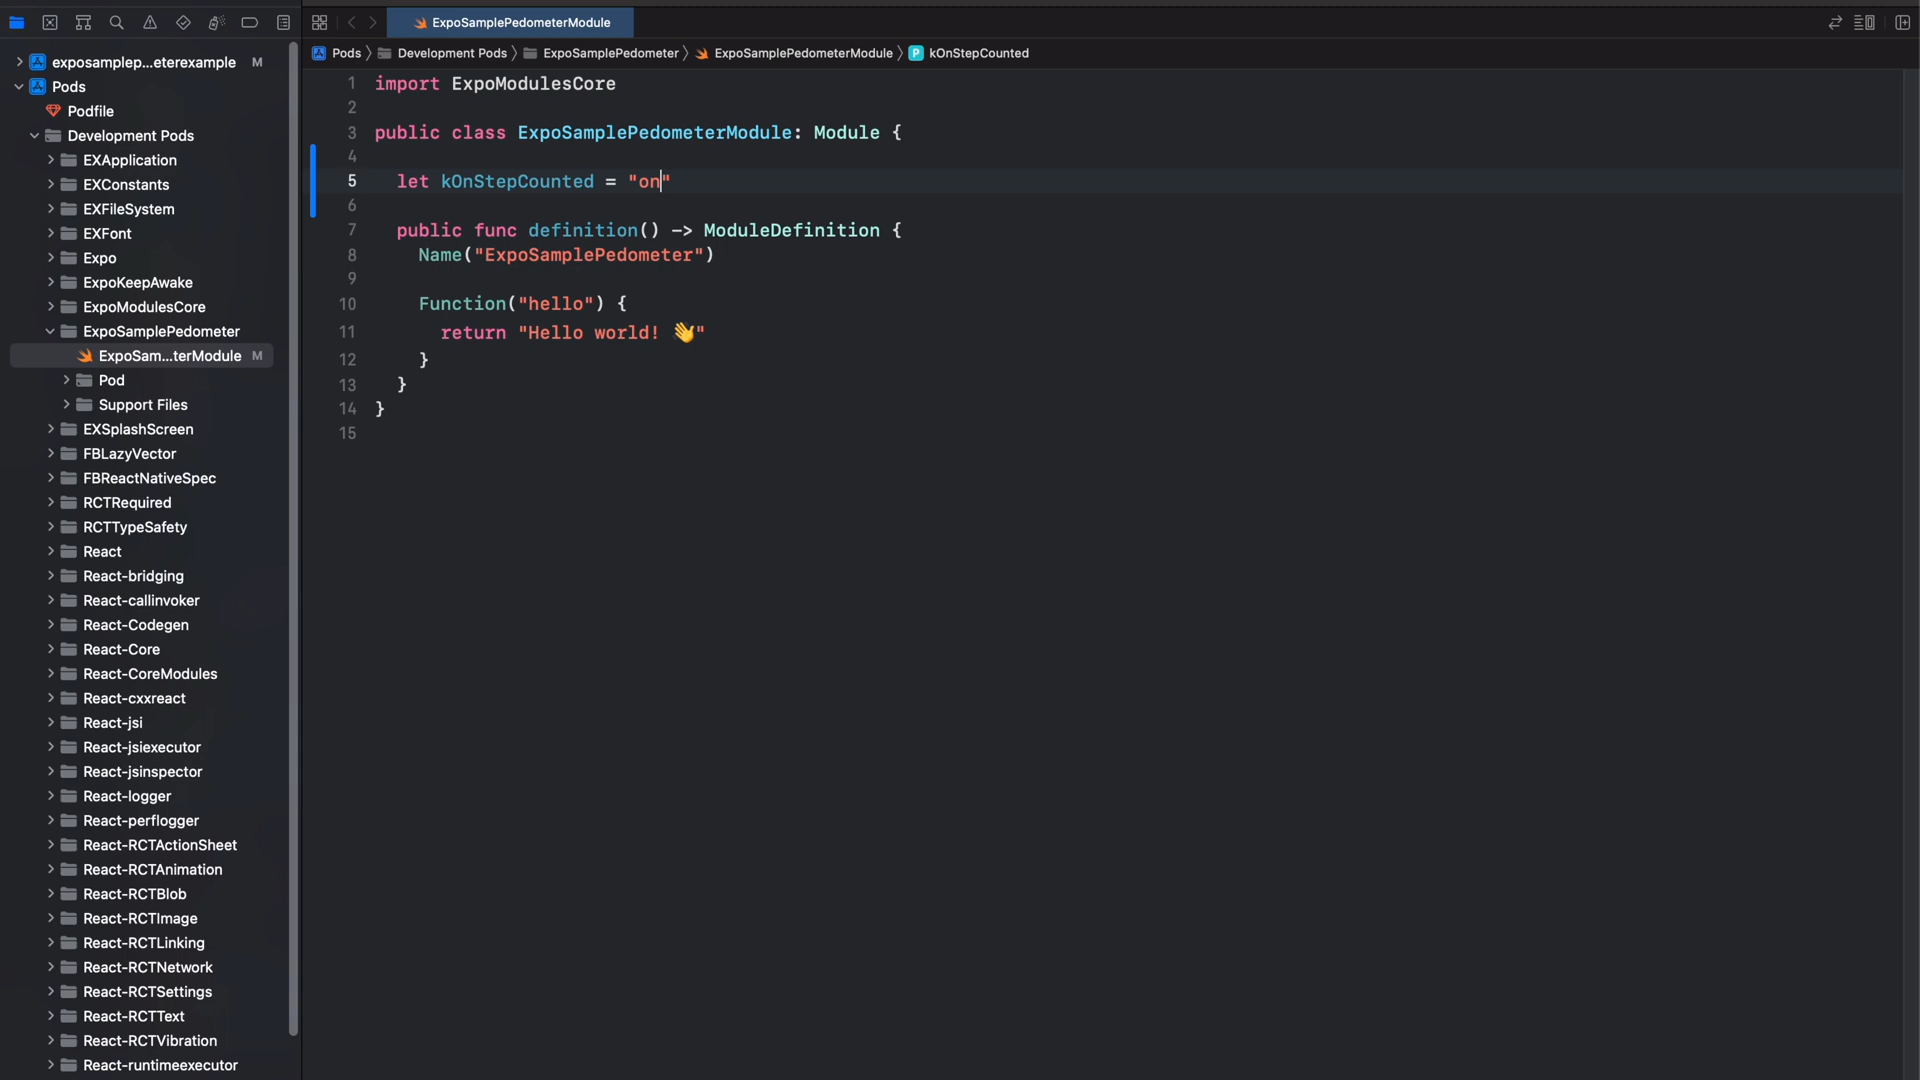 ExpoSamplePedometerModule
Pods
Development Pods
ExpoSamplePedometer
ExpoSamplePedometerModule
P kOnStepCounted
exposamplep...eterexample M
Pods
Podfile
Development Pods
EXApplication
EXConstants
EXFileSystem
EXFont
Expo
ExpoKeepAwake
ExpoModulesCore
ExpoSamplePedometer
ExpoSam...terModule M
Pod
Support Files
EXSplashScreen
FBLazyVector
FBReactNativeSpec
RCTRequired
RCTTypeSafety
React
React-bridging
React-callinvoker
React-Codegen
React-Core
React-CoreModules
React-cxxreact
React-jsi
React-jsiexecutor
React-jsinspector
React-logger
React-perflogger
React-RCTActionSheet
React-RCTAnimation
React-RCTBlob
React-RCTImage
React-RCTLinking
React-RCTNetwork
React-RCTSettings
React-RCTText
React-RCTVibration
React-runtimeexecutor
1 import ExpoModulesCore
2
3 public class ExpoSamplePedometerModule: Module {
4
5 let kOnStepCounted = "on"
6
7 public func definition() -> ModuleDefinition {
8 Name("ExpoSamplePedometer")
9
10 Function("hello") {
11 return "Hello world! 👋"
12 }
13 }
14 }
15